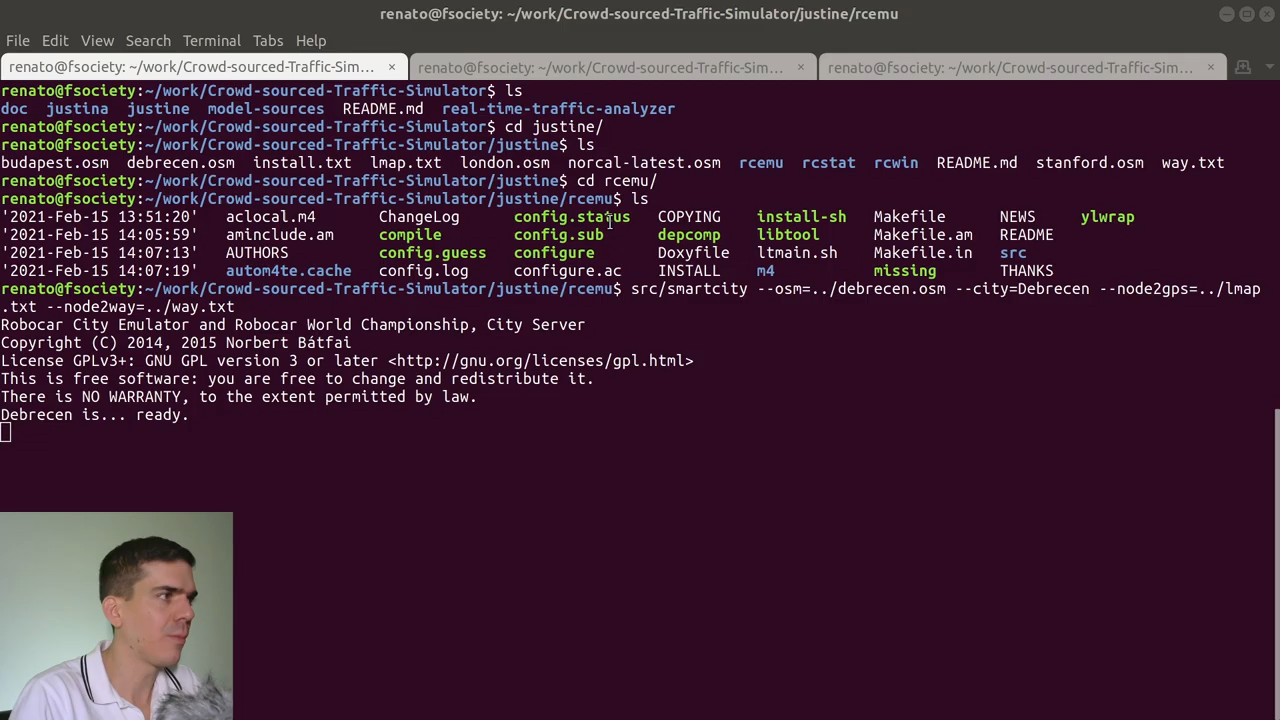 renato@fsociety: ~/work/Crowd-sourced-Traffic-Simulator/justine/rcemu
File Edit View Search Terminal Tabs Help
renato@fsociety: ~/work/Crowd-sourced-Traffic-Sim... × renato@fsociety: ~/work/Crowd-sourced-Traffic-Sim... × renato@fsociety: ~/work/Crowd-sourced-Traffic-Sim... ×
renato@fsociety:~/work/Crowd-sourced-Traffic-Simulator$ ls
doc justina justine model-sources README.md real-time-traffic-analyzer
renato@fsociety:~/work/Crowd-sourced-Traffic-Simulator$ cd justine/
renato@fsociety:~/work/Crowd-sourced-Traffic-Simulator/justine$ ls
budapest.osm debrecen.osm install.txt lmap.txt london.osm norcal-latest.osm rcemu rcstat rcwin README.md stanford.osm way.txt
renato@fsociety:~/work/Crowd-sourced-Traffic-Simulator/justine$ cd rcemu/
renato@fsociety:~/work/Crowd-sourced-Traffic-Simulator/justine/rcemu$ ls
'2021-Feb-15 13:51:20' aclocal.m4 ChangeLog config.status COPYING install-sh Makefile NEWS ylwrap
'2021-Feb-15 14:05:59' aminclude.am compile config.sub depcomp libtool Makefile.am README
'2021-Feb-15 14:07:13' AUTHORS config.guess configure Doxyfile ltmain.sh Makefile.in src
'2021-Feb-15 14:07:19' autom4te.cache config.log configure.ac INSTALL m4 missing THANKS
renato@fsociety:~/work/Crowd-sourced-Traffic-Simulator/justine/rcemu$ src/smartcity --osm=../debrecen.osm --city=Debrecen --node2gps=../lmap
.txt --node2way=../way.txt
Robocar City Emulator and Robocar World Championship, City Server
Copyright (C) 2014, 2015 Norbert Bátfai
License GPLv3+: GNU GPL version 3 or later <http://gnu.org/licenses/gpl.html>
This is free software: you are free to change and redistribute it.
There is NO WARRANTY, to the extent permitted by law.
Debrecen is... ready.